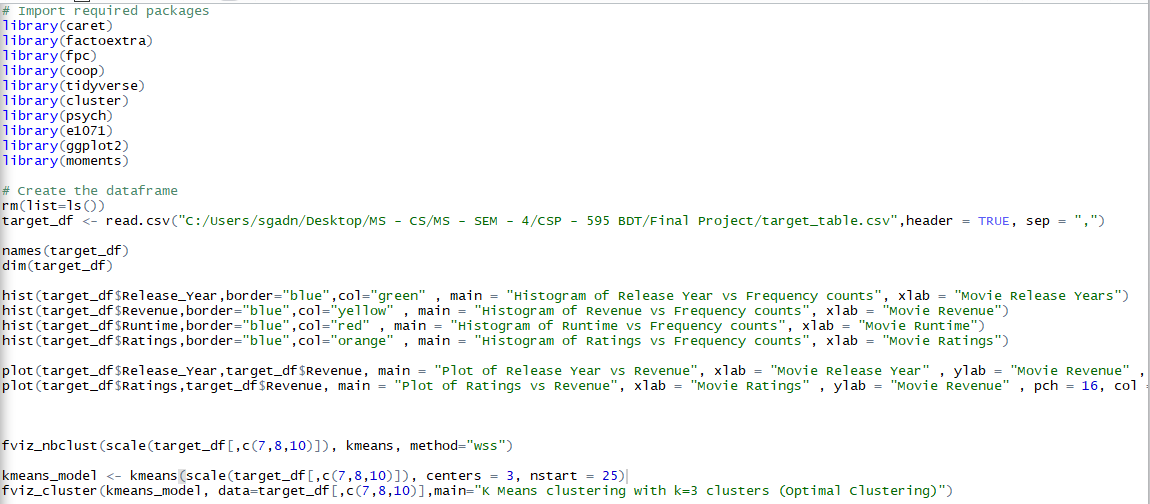 # Import required packages
library(caret)
library(factoextra)
library(fpc)
library(coop)
library(tidyverse)
library(cluster)
library(psych)
library(e1071)
library(ggplot2)
library(moments)
# Create the dataframe
rm(list=ls())
target_df <- read.csv("C:/Users/sgadn/Desktop/MS - CS/MS - SEM - 4/CSP - 595 BDT/Final Project/target_table.csv",header = TRUE, sep = ",")
names(target_df)
dim(target_df)
hist(target_df$Release_Year,border="blue",col="green" , main = "Histogram of Release Year vs Frequency counts", xlab = "Movie Release Years")
hist(target_df$Revenue,border="blue",col="yellow" , main = "Histogram of Revenue vs Frequency counts", xlab = "Movie Revenue")
hist(target_df$Runtime,border="blue",col="red" , main = "Histogram of Runtime vs Frequency counts", xlab = "Movie Runtime")
hist(target_df$Ratings,border="blue",col="orange" , main = "Histogram of Ratings vs Frequency counts", xlab = "Movie Ratings")
plot(target_df$Release_Year,target_df$Revenue, main = "Plot of Release Year vs Revenue", xlab = "Movie Release Year" , ylab = "Movie Revenue" ,
plot(target_df$Ratings,target_df$Revenue, main = "Plot of Ratings vs Revenue", xlab = "Movie Ratings" , ylab = "Movie Revenue" , pch = 16, col =
fviz_nbclust(scale(target_df[,c(7,8,10)]), kmeans, method="wss")
kmeans_model <- kmeans(scale(target_df[,c(7,8,10)]), centers = 3, nstart = 25)
fviz_cluster(kmeans_model, data=target_df[,c(7,8,10)],main="K Means clustering with k=3 clusters (Optimal Clustering)")